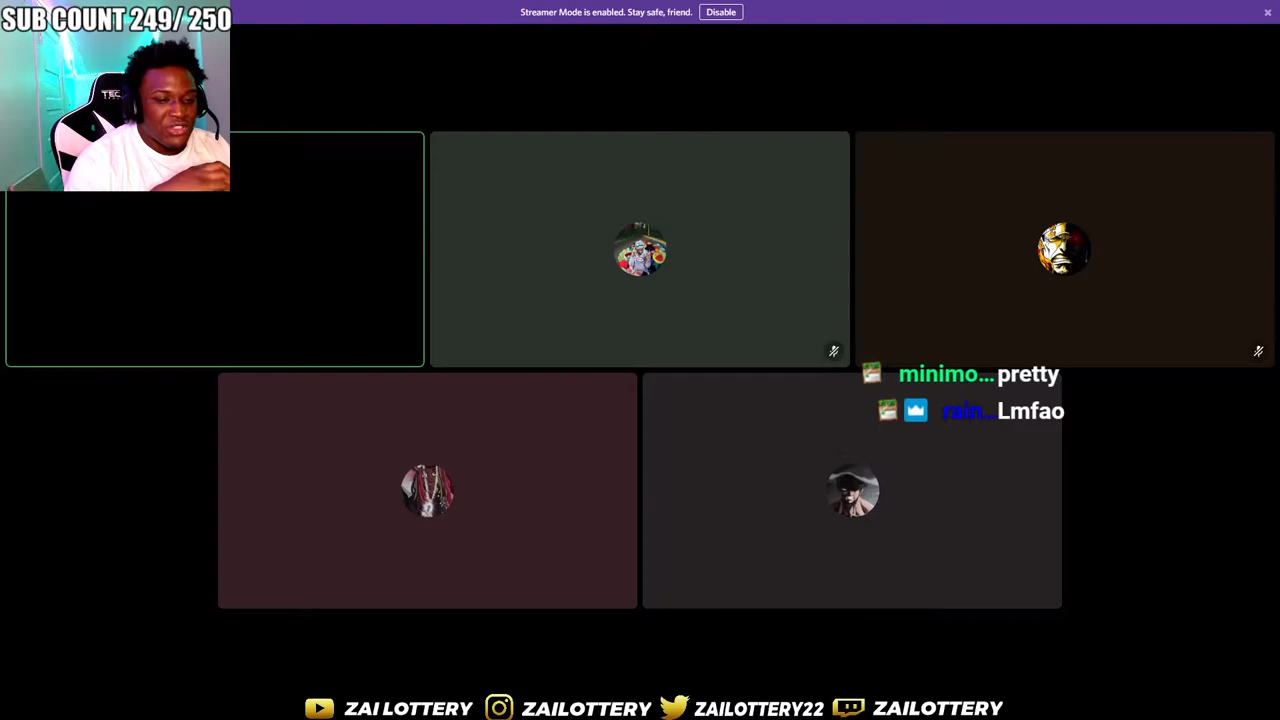 SUB COUNT 249/ 250
Streamer Mode is enabled. Stay safe, friend. Disable
TEC
minimo... pretty
rain... Lmfao
ZAI LOTTERY ZAILOTTERY ZAILOTTERY22 ZAILOTTERY